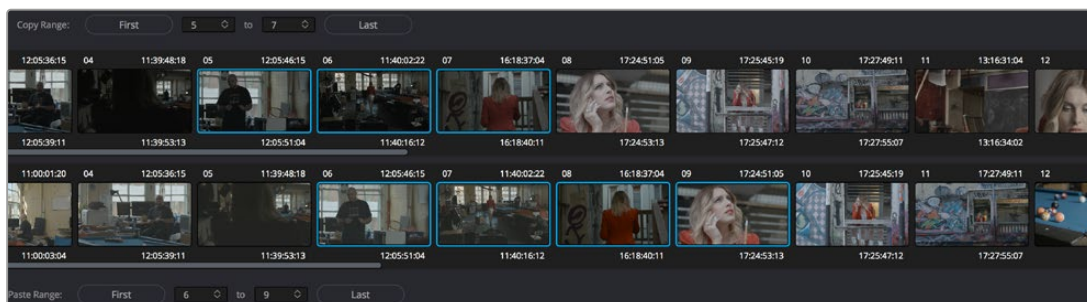 Copy Range: First 5 to 7 Last
12:05:36:15 04 11:39:48:18 05 12:05:46:15 06 11:40:02:22 07 16:18:37:04 08 17:24:51:05 09 17:25:45:19 10 17:27:49:11 11 13:16:31:04 12
12:05:39:11 11:39:53:13 12:05:51:04 11:40:16:12 16:18:40:11 17:24:53:13 17:25:47:12 17:27:55:07 13:16:34:02
11:00:01:20 04 12:05:36:15 05 11:39:48:18 06 12:05:46:15 07 11:40:02:22 08 16:18:37:04 09 17:24:51:05 10 17:25:45:19 11 17:27:49:11 12
11:00:03:04 12:05:39:11 11:39:53:13 12:05:51:04 11:40:16:12 16:18:40:11 17:24:53:13 17:25:47:12 17:27:55:07
Paste Range: First 6 to 9 Last